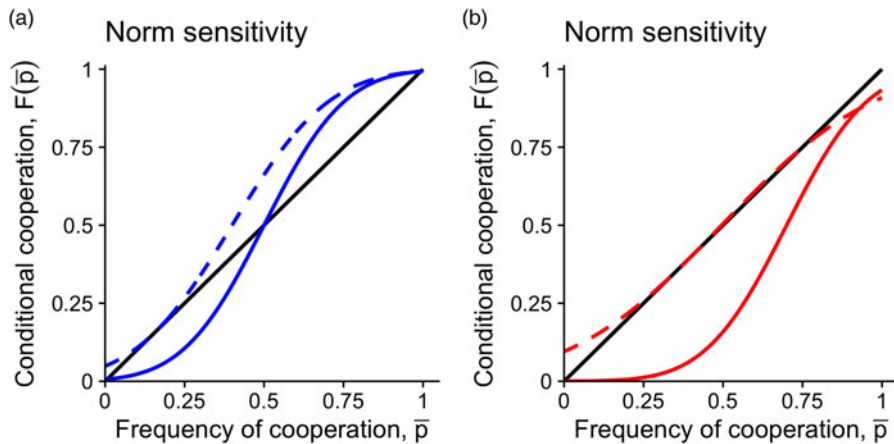 (a)
Norm sensitivity
Conditional cooperation, F(p̅)
1
0.75
0.5
0.25
0
0 0.25 0.5 0.75 1
Frequency of cooperation, p̅
(b)
Norm sensitivity
Conditional cooperation, F(p̅)
1
0.75
0.5
0.25
0
0 0.25 0.5 0.75 1
Frequency of cooperation, p̅